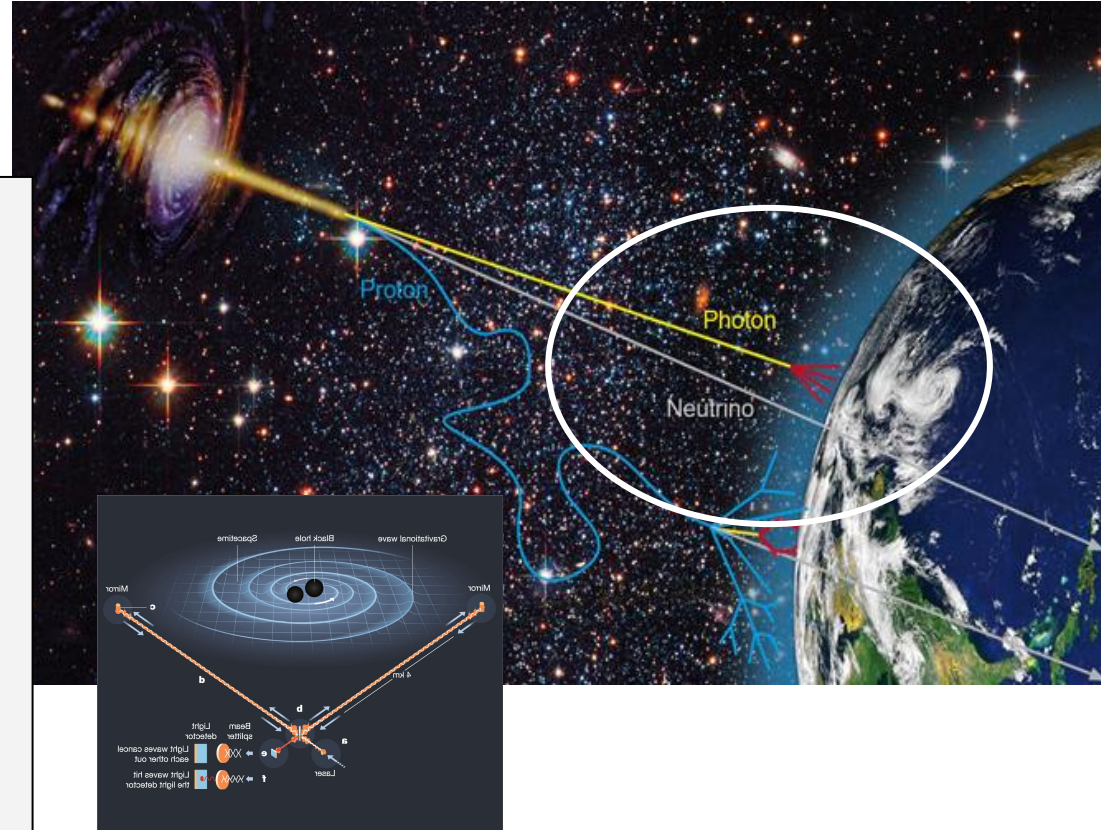 Proton
Photon
Neutrino
Spacetime
Black hole
Gravitational wave
Mirror
Mirror
c
d
4 km
b
a
Light
detector
Beam
splitter
Light waves cancel
each other out
e
Light waves hit
the light detector
f
Laser